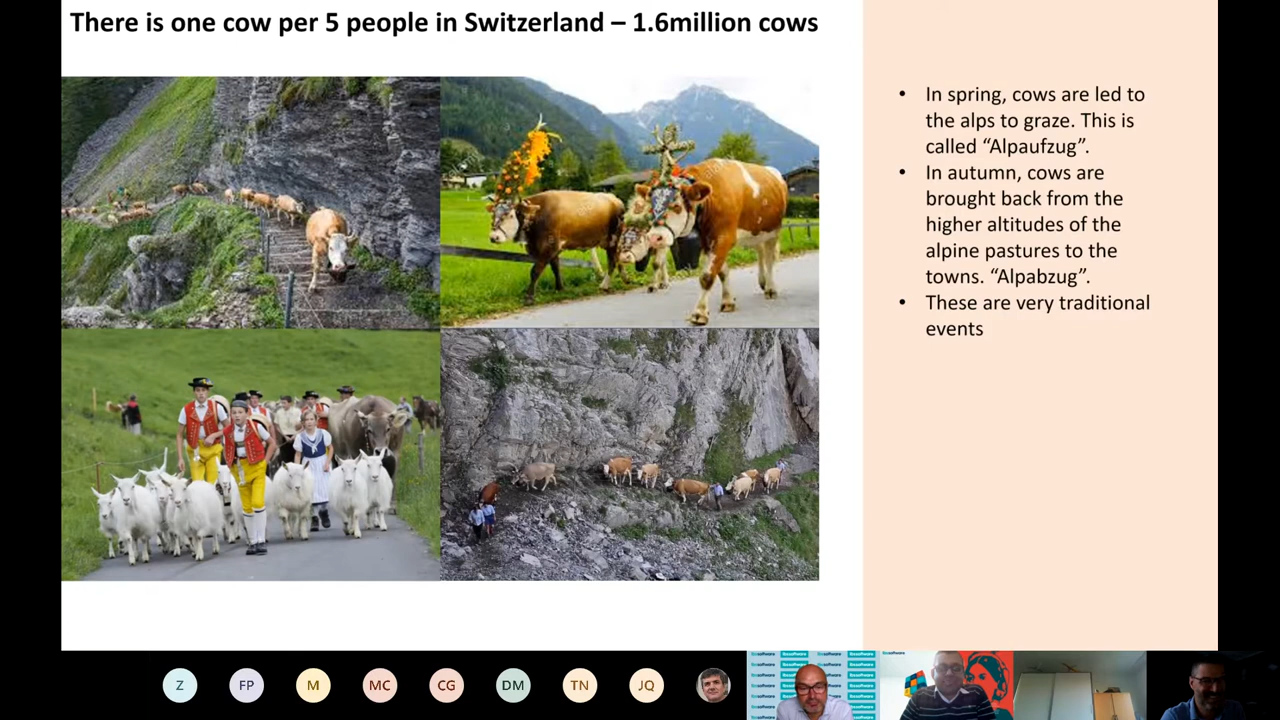 There is one cow per 5 people in Switzerland – 1.6million cows
• In spring, cows are led to
the alps to graze. This is
called “Alpaufzug”.
• In autumn, cows are
brought back from the
higher altitudes of the
alpine pastures to the
towns. “Alpabzug”.
• These are very traditional
events
Z FP M MC CG DM TN JQ